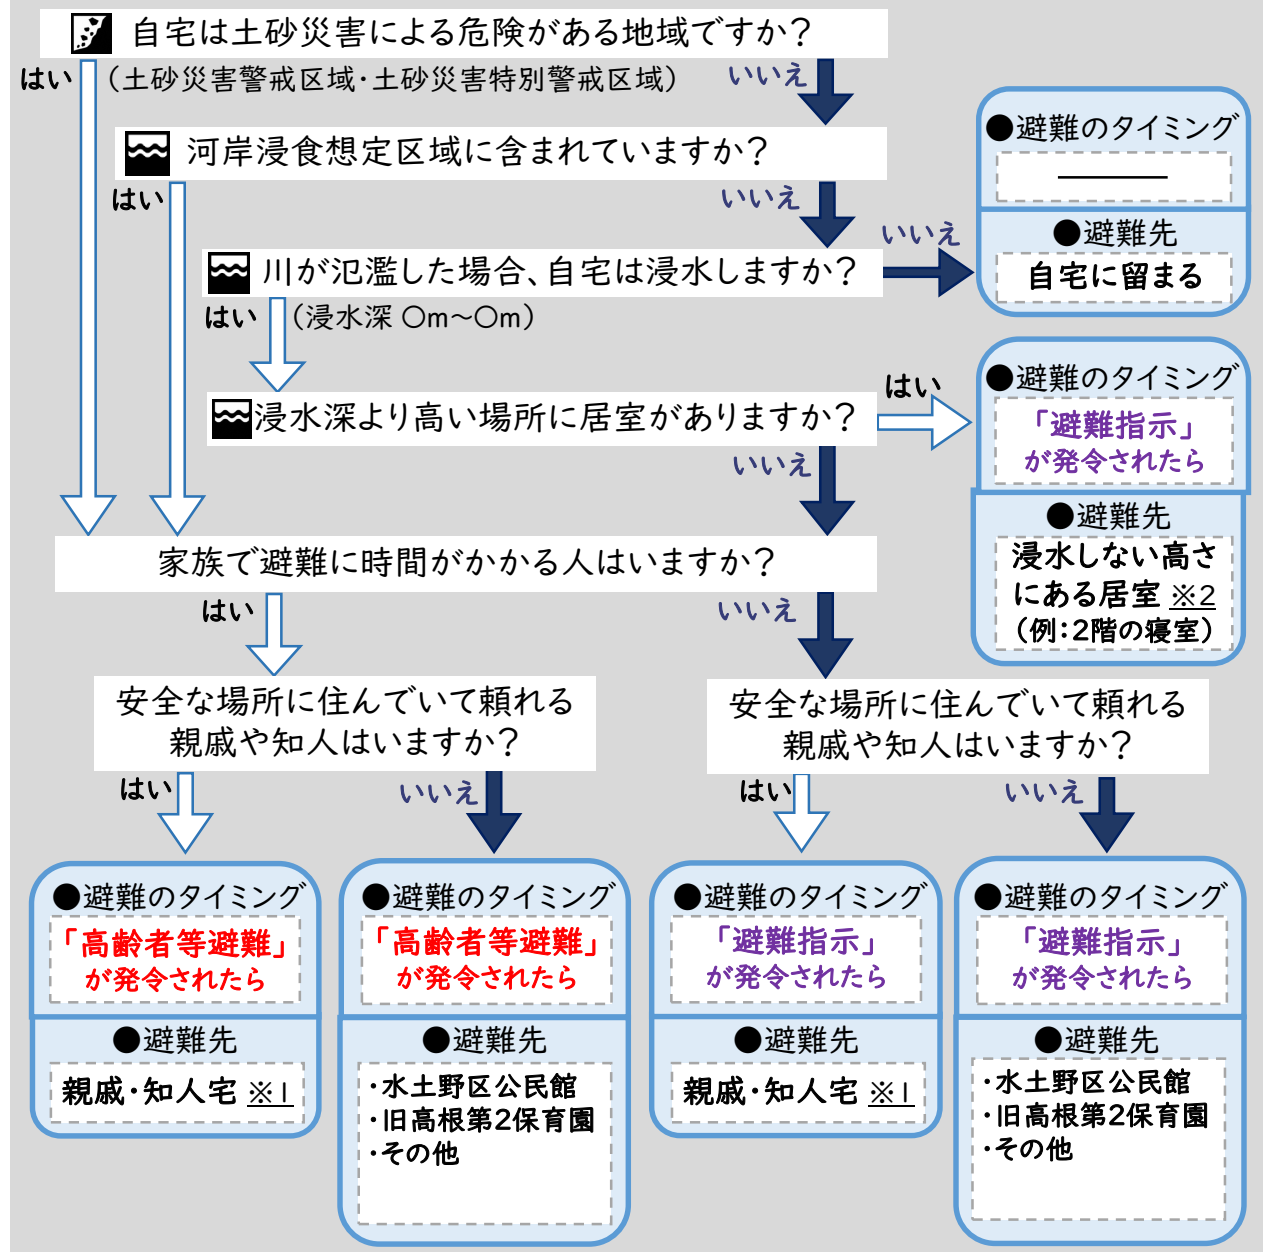 自宅は土砂災害による危険がある地域ですか？
はい
（土砂災害警戒区域・土砂災害特別警戒区域）
いいえ
河岸浸食想定区域に含まれていますか？
はい
いいえ
川が氾濫した場合、自宅は浸水しますか？
いいえ
はい
（浸水深 〇m～〇m）
●避難のタイミング
●避難先
自宅に留まる
浸水深より高い場所に居室がありますか？
はい
いいえ
●避難のタイミング
「避難指示」
が発令されたら
●避難先
浸水しない高さ
にある居室 ※2
（例：2階の寝室）
家族で避難に時間がかかる人はいますか？
はい
いいえ
安全な場所に住んでいて頼れる
親戚や知人はいますか？
はい
いいえ
安全な場所に住んでいて頼れる
親戚や知人はいますか？
はい
いいえ
●避難のタイミング
「高齢者等避難」
が発令されたら
●避難先
親戚・知人宅 ※1
●避難のタイミング
「高齢者等避難」
が発令されたら
●避難先
・水土野区公民館
・旧高根第2保育園
・その他
●避難のタイミング
「避難指示」
が発令されたら
●避難先
親戚・知人宅 ※1
●避難のタイミング
「避難指示」
が発令されたら
●避難先
・水土野区公民館
・旧高根第2保育園
・その他